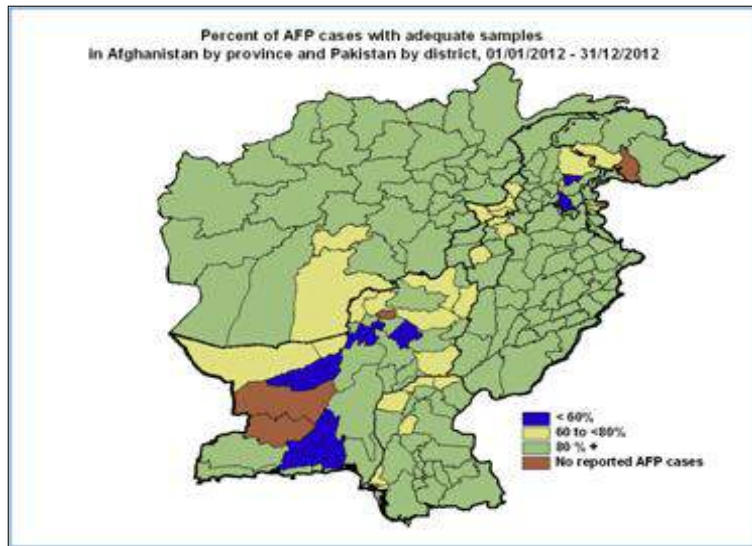 Percent of AFP cases with adequate samples
in Afghanistan by province and Pakistan by district, 01/01/2012 - 31/12/2012
< 60%
60 to <80%
80 % +
No reported AFP cases